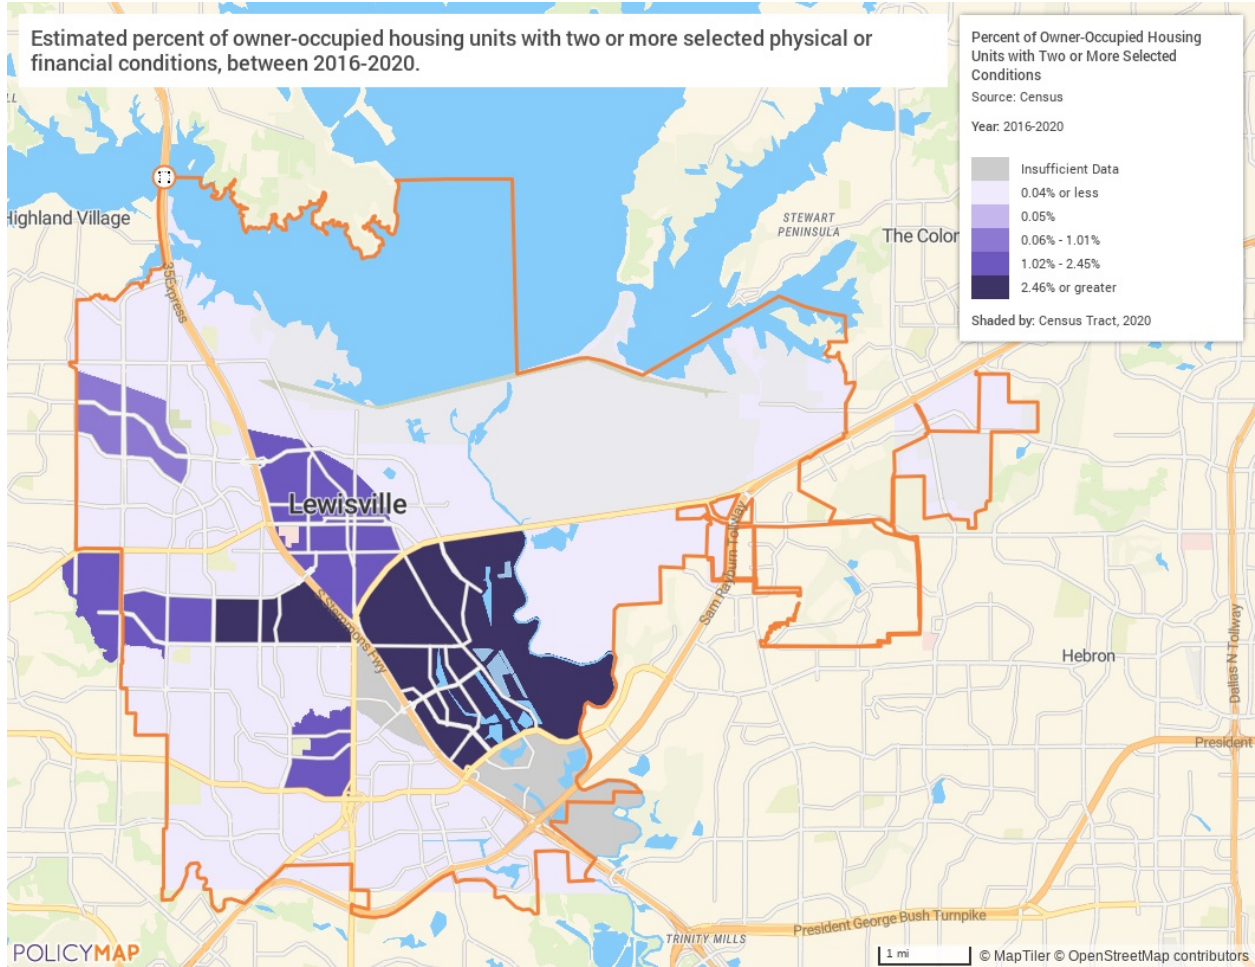 Estimated percent of owner-occupied housing units with two or more selected physical or
financial conditions, between 2016-2020.
Percent of Owner-Occupied Housing
Units with Two or More Selected
Conditions
Source: Census
Year: 2016-2020
Insufficient Data
0.04% or less
0.05%
0.06% - 1.01%
1.02% - 2.45%
2.46% or greater
Shaded by: Census Tract, 2020
Highland Village
STEWART
PENINSULA
The Colon
35Express
Lewisville
Sam Rayburn Tollway
S Stemmons Fwy
Hebron
Dallas N Tollway
President
President George Bush Turnpike
TRINITY MILLS
POLICYMAP
1 mi
© MapTiler © OpenStreetMap contributors